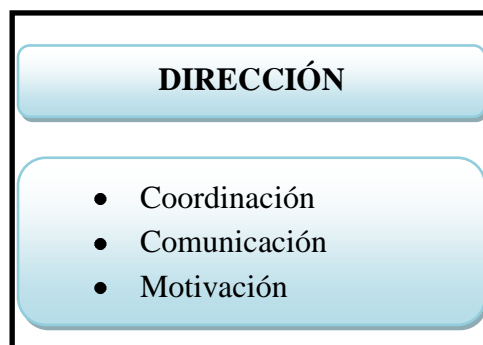 DIRECCIÓN
• Coordinación
• Comunicación
• Motivación